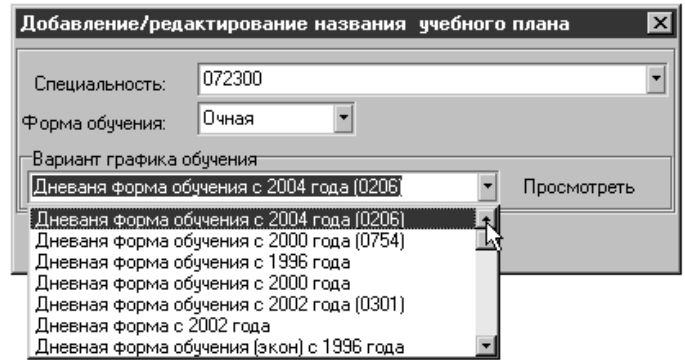 Добавление/редактирование названия учебного плана
Специальность: 072300
Форма обучения: Очная
Вариант графика обучения
Дневаня форма обучения с 2004 года (0206) Просмотреть
Дневаня форма обучения с 2004 года (0206)
Дневаня форма обучения с 2000 года (0754)
Дневная форма обучения с 1996 года
Дневная форма обучения с 2000 года
Дневная форма обучения с 2002 года (0301)
Дневная форма с 2002 года
Дневная форма обучения (экон) с 1996 года